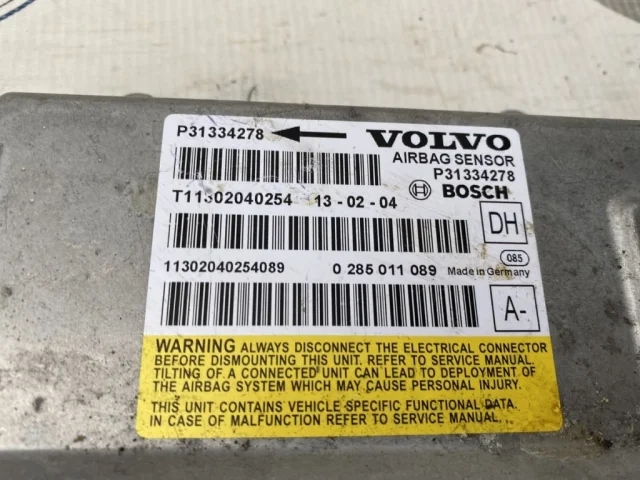 P31334278 VOLVO
AIRBAG SENSOR
P31334278
BOSCH
T11302040254 13 - 02 - 04
DH
085
11302040254089 0 285 011 089 Made in Germany
A-
WARNING ALWAYS DISCONNECT THE ELECTRICAL CONNECTOR
BEFORE DISMOUNTING THIS UNIT. REFER TO SERVICE MANUAL.
TILTING OF A CONNECTED UNIT CAN LEAD TO DEPLOYMENT OF
THE AIRBAG SYSTEM WHICH MAY CAUSE PERSONAL INJURY.
THIS UNIT CONTAINS VEHICLE SPECIFIC FUNCTIONAL DATA.
IN CASE OF MALFUNCTION REFER TO SERVICE MANUAL.